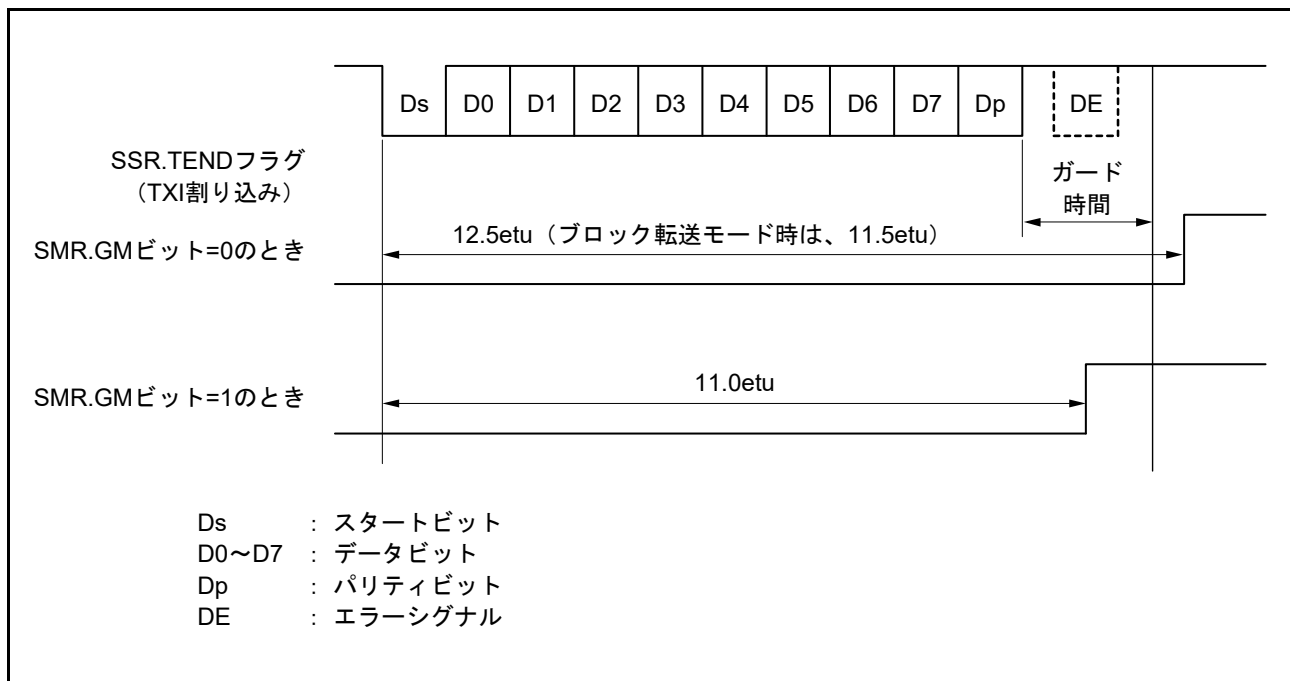 Ds D0 D1 D2 D3 D4 D5 D6 D7 Dp DE
SSR.TENDフラグ
(TXI割り込み)
ガード
時間
12.5etu(ブロック転送モード時は、11.5etu)
SMR.GMビット=0のとき
11.0etu
SMR.GMビット=1のとき
Ds : スタートビット
D0~D7 : データビット
Dp : パリティビット
DE : エラーシグナル